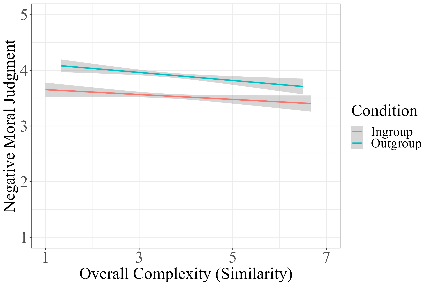 Negative Moral Judgment
5
4
3
2
1
1 3 5 7
Overall Complexity (Similarity)
Condition
Ingroup
Outgroup